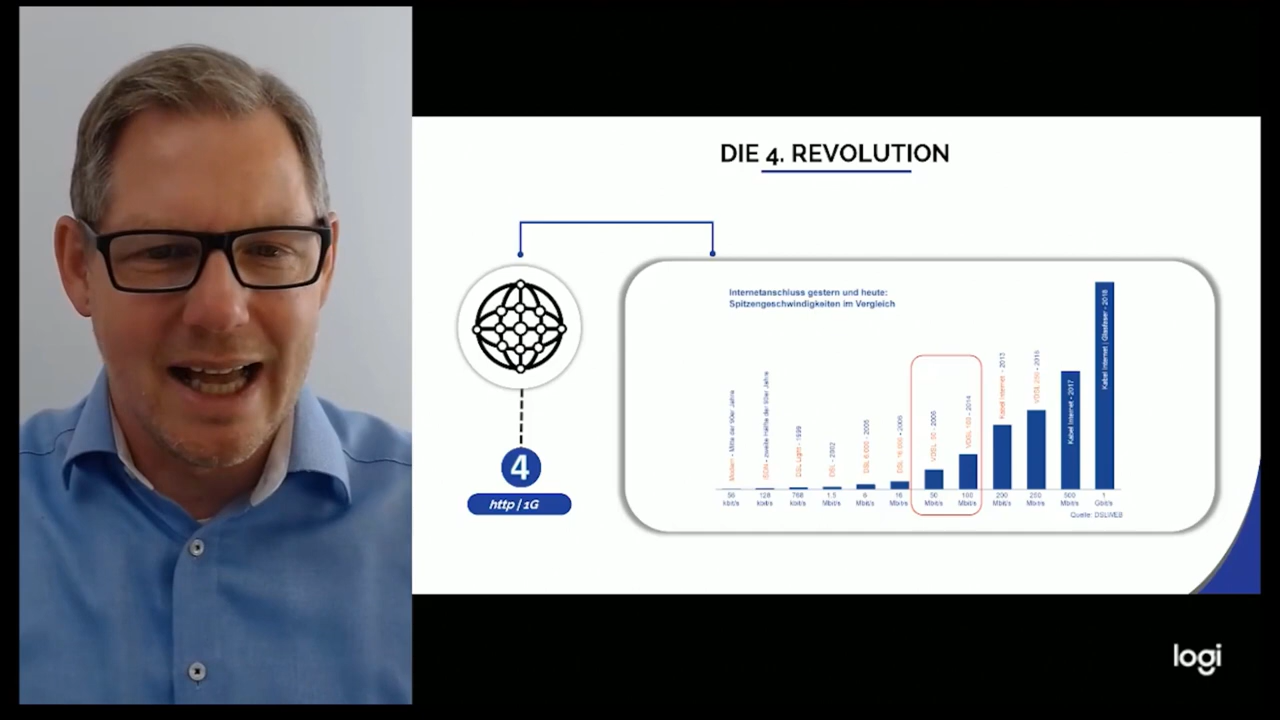 DIE 4. REVOLUTION
Internetanschluss gestern und heute:
Spitzengeschwindigkeiten im Vergleich
Modem - Mitte der 90er Jahre
ISDN - zweite Hälfte der 90er Jahre
DSL Light - 1999
DSL - 2002
DSL 6.000 - 2005
DSL 16.000 - 2006
VDSL 50 - 2006
VDSL 100 - 2014
Kabel Internet - 2013
VDSL 250 - 2018
Kabel Internet - 2017
Kabel Internet | Glasfaser - 2018
56 kbit/s
128 kbit/s
768 kbit/s
1.5 Mbit/s
6 Mbit/s
16 Mbit/s
50 Mbit/s
100 Mbit/s
200 Mbit/s
250 Mbit/s
500 Mbit/s
1 Gbit/s
Quelle: DSLWEB
4
http | 1G
logi